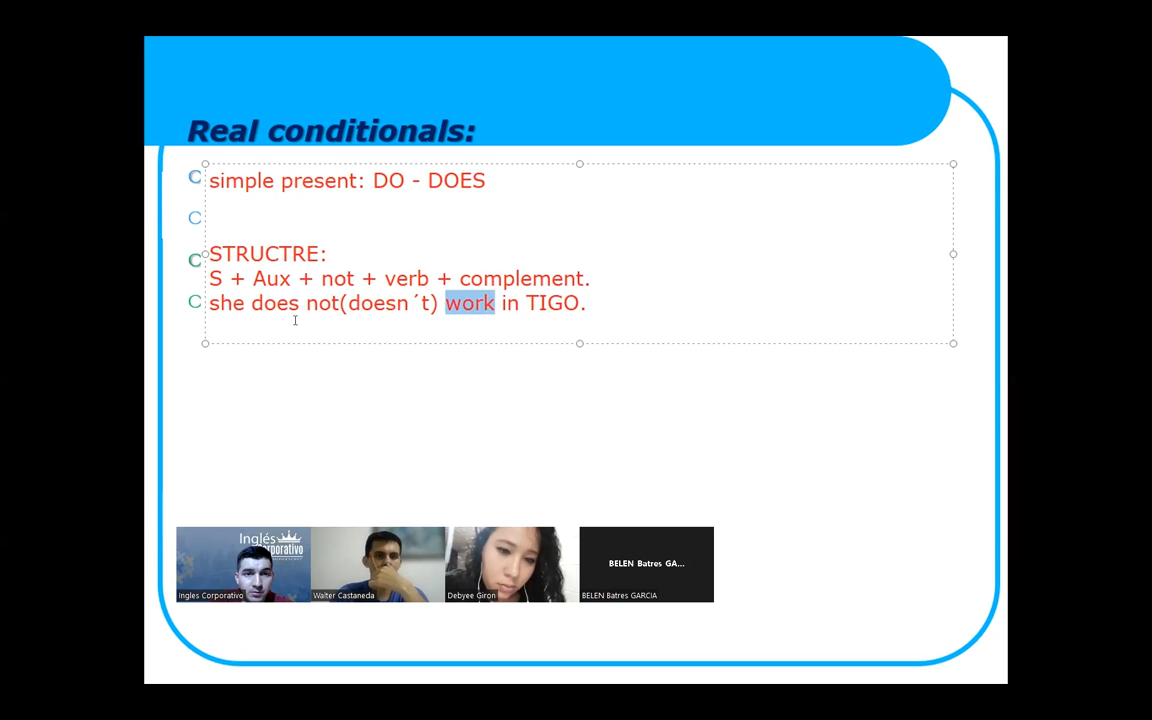 Real conditionals:
simple present: DO - DOES
STRUCTRE:
S + Aux + not + verb + complement.
she does not(doesn´t) work in TIGO.
Inglés
Corporativo
Ingles Corporativo
Walter Castaneda
Debyee Giron
BELEN Batres GA...
BELEN Batres GARCIA